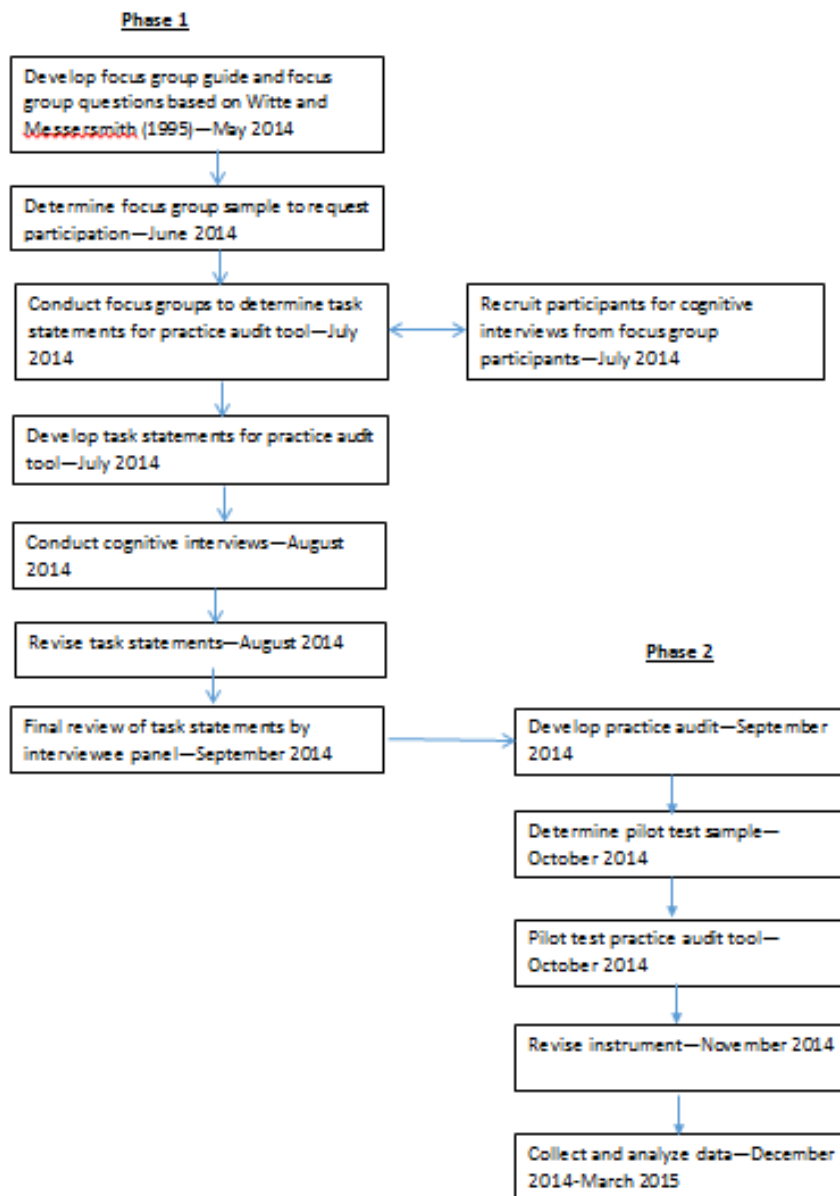 Phase 1
Develop focus group guide and focus
group questions based on Witte and
Messersmith (1995)—May 2014
Determine focus group sample to request
participation—June 2014
Conduct focus groups to determine task
statements for practice audit tool—July
2014
Recruit participants for cognitive
interviews from focus group
participants—July 2014
Develop task statements for practice audit
tool—July 2014
Conduct cognitive interviews—August
2014
Revise task statements—August 2014
Final review of task statements by
interviewee panel—September 2014
Phase 2
Develop practice audit—September
2014
Determine pilot test sample—
October 2014
Pilot test practice audit tool—
October 2014
Revise instrument—November 2014
Collect and analyze data—December
2014-March 2015